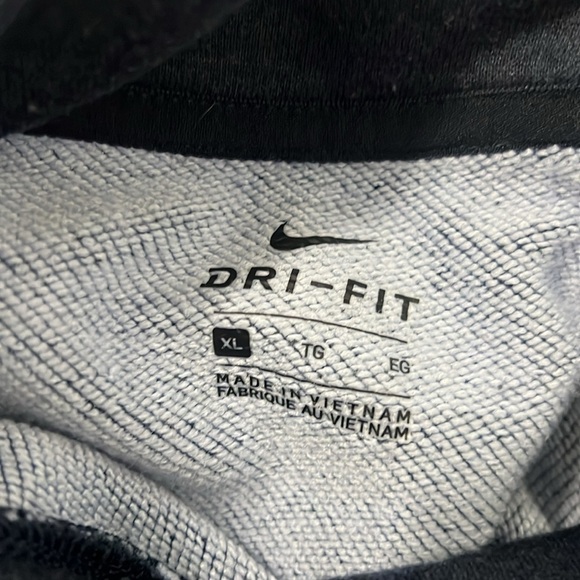 DRI-FIT
XL TG EG
MADE IN VIETNAM
FABRIQUE AU VIETNAM